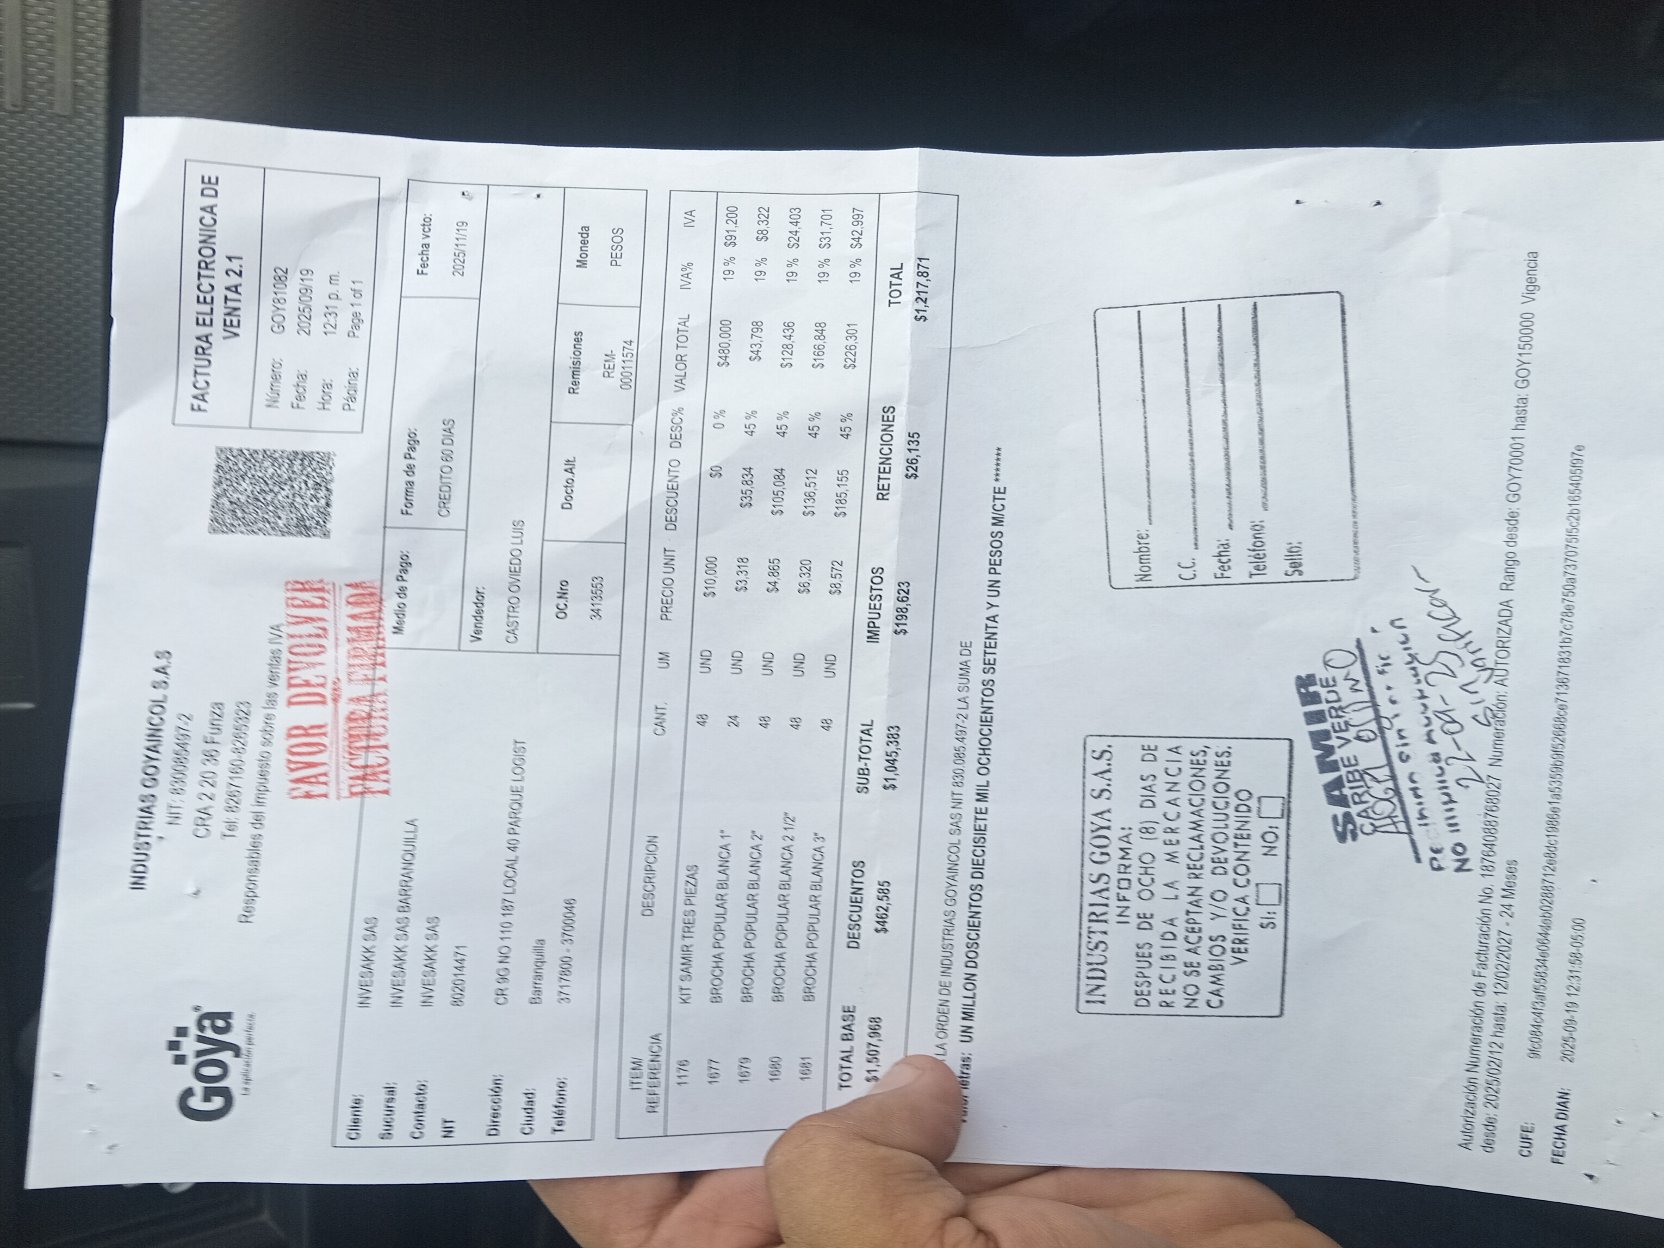 Goya
La aplicación perfecta.
INDUSTRIAS GOYAINCOL S.A.S
NIT: 830085497-2
CRA 2 20 36 Funza
Tel: 8267160-8265323
Responsables del impuesto sobre las ventas IVA
FACTURA ELECTRONICA DE
VENTA 2.1
Número: GOY81082
Fecha: 2025/09/19
Hora: 12:31 p. m.
Página: Page 1 of 1
FAVOR DEVOLVER
FACTURA FIRMADA
Cliente: INVESAKK SAS
Sucursal: INVESAKK SAS BARRANQUILLA
Contacto: INVESAKK SAS
NIT 802014471
Dirección: CR 9G NO 110 187 LOCAL 40 PARQUE LOGIST
Ciudad: Barranquilla
Teléfono: 3717800 - 3700046
Medio de Pago: Forma de Pago: Fecha vcto:
CREDITO 60 DIAS 2025/11/19
Vendedor:
CASTRO OVIEDO LUIS
OC.Nro Docto.Alt. Remisiones Moneda
3413553 REM-00011574 PESOS
ITEM/REFERENCIA DESCRIPCION CANT. UM PRECIO UNIT DESCUENTO DESC% VALOR TOTAL IVA% IVA
1176 KIT SAMIR TRES PIEZAS 48 UND $10,000 $0 0 % $480,000 19 % $91,200
1677 BROCHA POPULAR BLANCA 1" 24 UND $3,318 $35,834 45 % $43,798 19 % $8,322
1679 BROCHA POPULAR BLANCA 2" 48 UND $4,865 $105,084 45 % $128,436 19 % $24,403
1680 BROCHA POPULAR BLANCA 2 1/2" 48 UND $6,320 $136,512 45 % $166,848 19 % $31,701
1681 BROCHA POPULAR BLANCA 3" 48 UND $8,572 $185,155 45 % $226,301 19 % $42,997
TOTAL BASE DESCUENTOS SUB-TOTAL IMPUESTOS RETENCIONES TOTAL
$1,507,968 $462,585 $1,045,383 $198,623 $26,135 $1,217,871
LA ORDEN DE INDUSTRIAS GOYAINCOL SAS NIT 830.085.497-2 LA SUMA DE
letras: UN MILLON DOSCIENTOS DIECISIETE MIL OCHOCIENTOS SETENTA Y UN PESOS M/CTE *******
INDUSTRIAS GOYA S.A.S.
INFORMA:
DESPUES DE OCHO (8) DIAS DE
RECIBIDA LA MERCANCIA
NO SE ACEPTAN RECLAMACIONES,
CAMBIOS Y/O DEVOLUCIONES.
VERIFICA CONTENIDO
SI: NO:
Nombre:
C.C.
Fecha:
Teléfono:
Sello:
SAMIR
CARIBE VERDE
22-09-25
Autorización Numeración de Facturación No. 18764088768027 Numeración: AUTORIZADA Rango desde: GOY70001 hasta: GOY150000 Vigencia
desde: 2025/02/12 hasta: 12/02/2027 - 24 Meses
CUFE:
FECHA DIAN: 2025-09-19 12:31:58-05:00